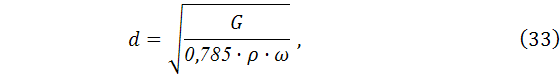 d = √(G / (0,785 · ρ · ω)) , (33)